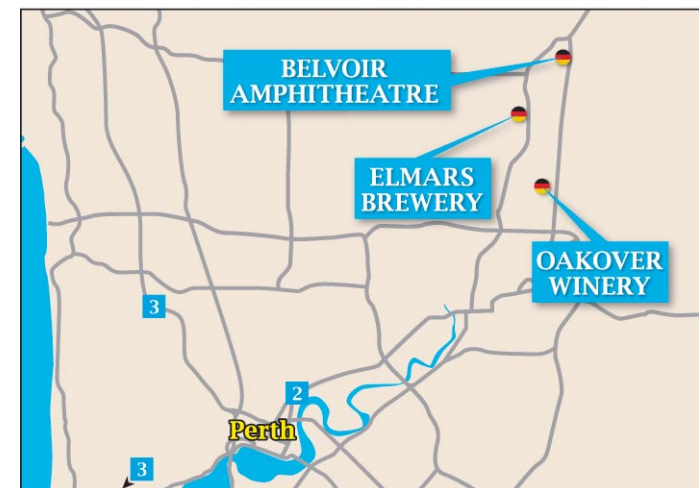 BELVOIR
AMPHITHEATRE
ELMARS
BREWERY
OAKOVER
WINERY
3
2
Perth
3